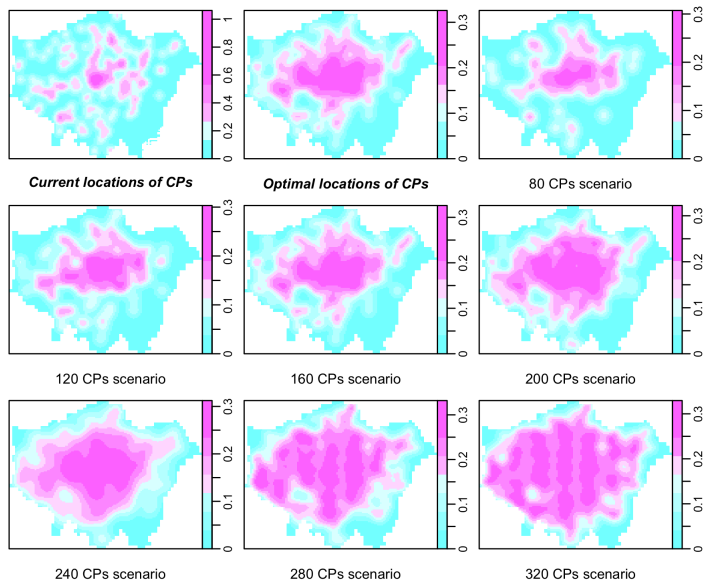 0 0.2 0.4 0.6 0.8 1
0 0.1 0.2 0.3
0 0.1 0.2 0.3
Current locations of CPs
Optimal locations of CPs
80 CPs scenario
0 0.1 0.2 0.3
0 0.1 0.2 0.3
0 0.1 0.2 0.3
120 CPs scenario
160 CPs scenario
200 CPs scenario
0 0.1 0.2 0.3
0 0.1 0.2 0.3
0 0.1 0.2 0.3
240 CPs scenario
280 CPs scenario
320 CPs scenario